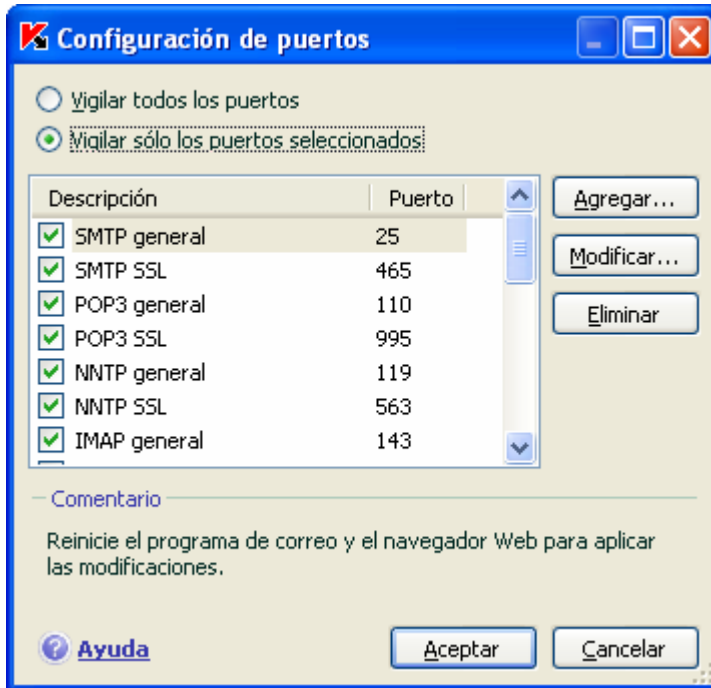 Configuración de puertos
Vigilar todos los puertos
Vigilar sólo los puertos seleccionados
Descripción Puerto
SMTP general 25
SMTP SSL 465
POP3 general 110
POP3 SSL 995
NNTP general 119
NNTP SSL 563
IMAP general 143
Agregar...
Modificar...
Eliminar
Comentario
Reinicie el programa de correo y el navegador Web para aplicar
las modificaciones.
Ayuda
Aceptar
Cancelar